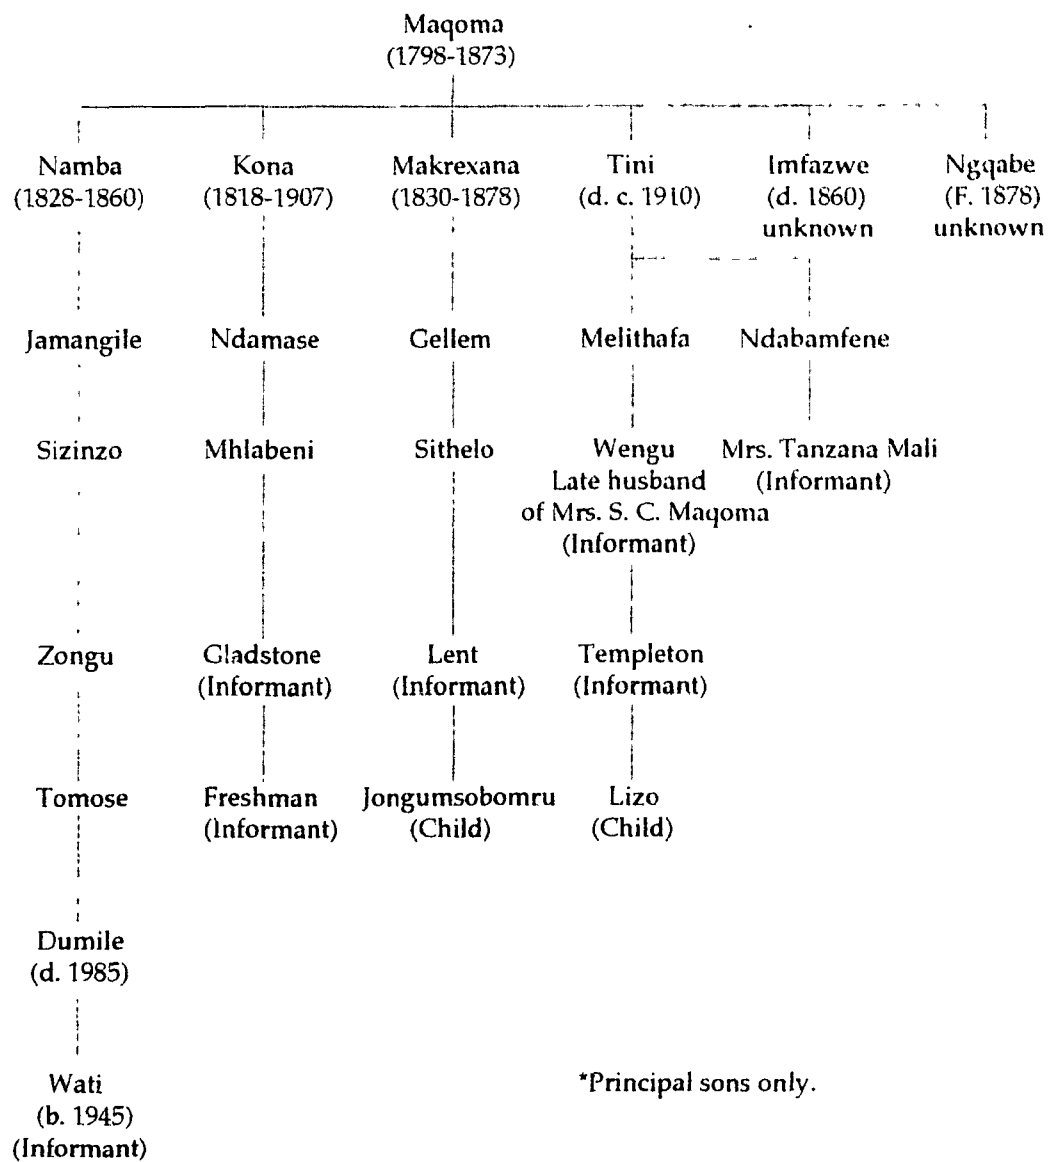 Maqoma
(1798-1873)
Namba Kona Makrexana Tini Imfazwe Ngqabe
(1828-1860) (1818-1907) (1830-1878) (d. c. 1910) (d. 1860) (F. 1878)
unknown unknown
Jamangile Ndamase Gellem Melithafa Ndabamfene
Sizinzo Mhlabeni Sithelo Wengu Mrs. Tanzana Mali
Late husband (Informant)
of Mrs. S. C. Maqoma
(Informant)
Zongu Gladstone Lent Templeton
(Informant) (Informant) (Informant)
Tomose Freshman Jongumsobomru Lizo
(Informant) (Child) (Child)
Dumile
(d. 1985)
Wati *Principal sons only.
(b. 1945)
(Informant)